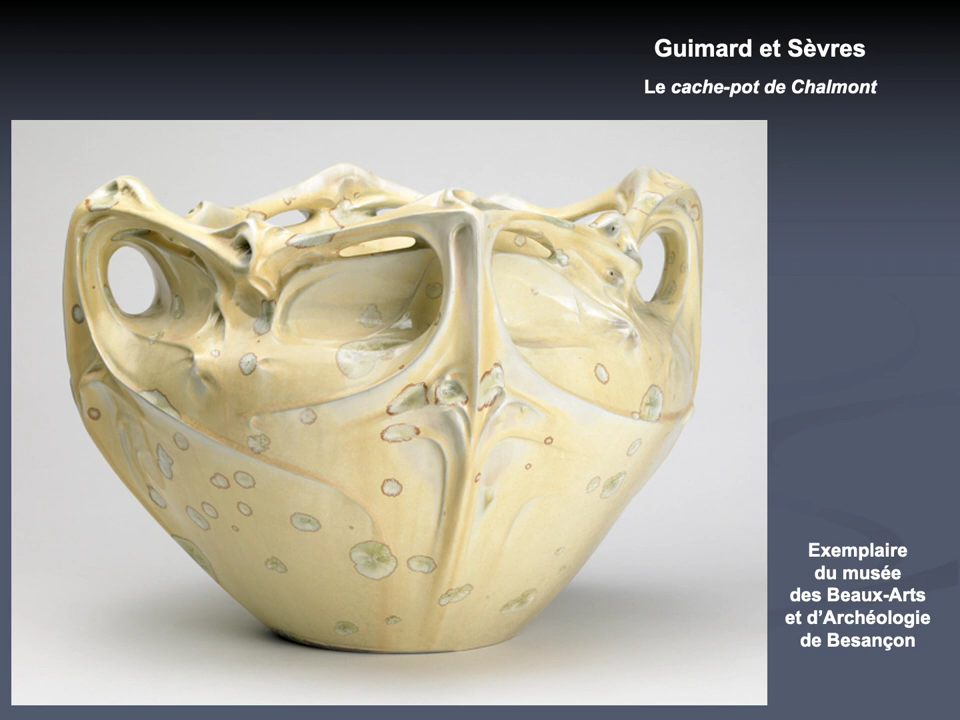 Guimard et Sèvres
Le cache-pot de Chalmont
Exemplaire
du musée
des Beaux-Arts
et d’Archéologie
de Besançon